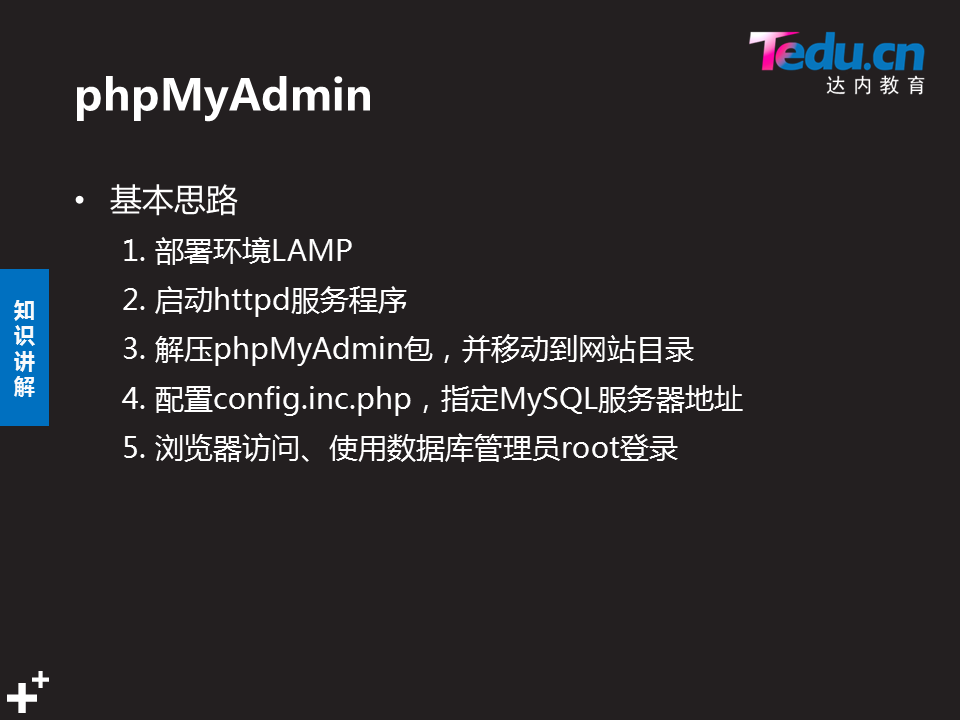 Tedu.cn
达内教育
phpMyAdmin
• 基本思路
1. 部署环境LAMP
2. 启动httpd服务程序
3. 解压phpMyAdmin包，并移动到网站目录
4. 配置config.inc.php，指定MySQL服务器地址
5. 浏览器访问、使用数据库管理员root登录
知识讲解